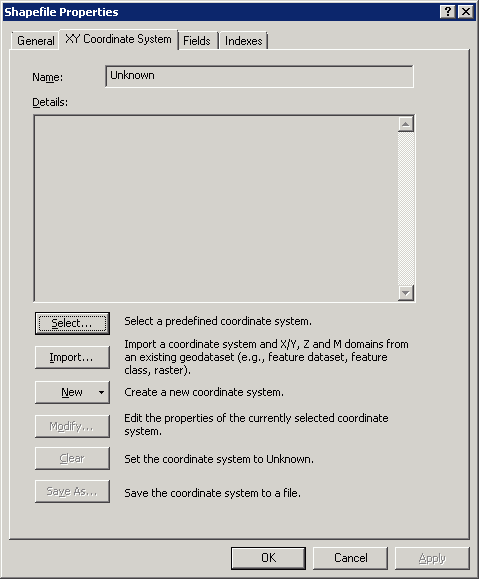 Shapefile Properties
General XY Coordinate System Fields Indexes
Name: Unknown
Details:
Select... Select a predefined coordinate system.
Import... Import a coordinate system and X/Y, Z and M domains from
an existing geodataset (e.g., feature dataset, feature
class, raster).
New Create a new coordinate system.
Modify... Edit the properties of the currently selected coordinate
system.
Clear Set the coordinate system to Unknown.
Save As... Save the coordinate system to a file.
OK Cancel Apply